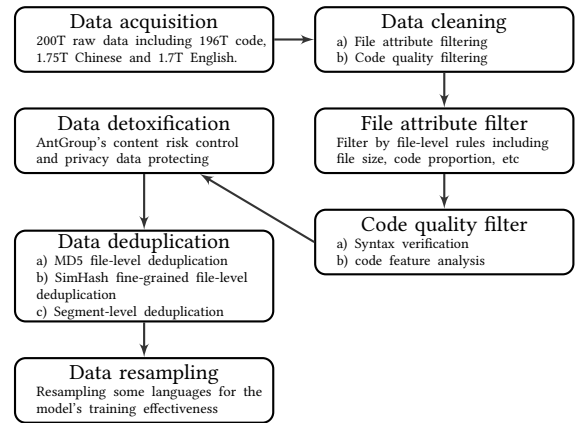 Data acquisition
200T raw data including 196T code,
1.75T Chinese and 1.7T English.
Data cleaning
a) File attribute filtering
b) Code quality filtering
File attribute filter
Filter by file-level rules including
file size, code proportion, etc
Code quality filter
a) Syntax verification
b) code feature analysis
Data detoxification
AntGroup's content risk control
and privacy data protecting
Data deduplication
a) MD5 file-level deduplication
b) SimHash fine-grained file-level
deduplication
c) Segment-level deduplication
Data resampling
Resampling some languages for the
model's training effectiveness